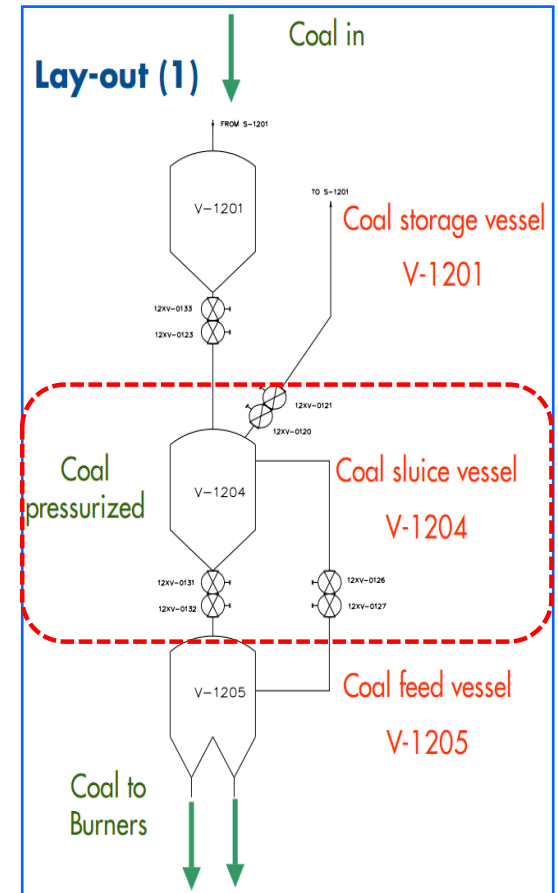 Coal in
Lay-out (1)
FROM S-1201
TO S-1201
V-1201
Coal storage vessel
V-1201
12XV-0133
12XV-0123
12XV-0121
12XV-0120
Coal
pressurized
V-1204
Coal sluice vessel
V-1204
12XV-0131
12XV-0126
12XV-0132
12XV-0127
V-1205
Coal feed vessel
V-1205
Coal to
Burners